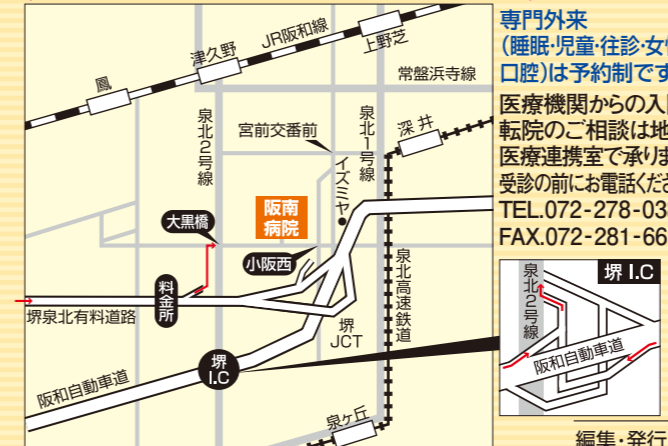 JR阪和線
津久野
上野芝
鳳
常盤浜寺線
泉北2号線
宮前交番前
泉北1号線
深井
イズミヤ
阪南
病院
大黒橋
小阪西
料金所
堺泉北有料道路
堺
JCT
泉北高速鉄道
堺
I.C
阪和自動車道
泉ヶ丘
専門外来
(睡眠・児童・往診・女性
口腔)は予約制です
医療機関からの入
転院のご相談は地
医療連携室で承りま
受診の前にお電話くださ
TEL.072-278-03
FAX.072-281-66
堺 I.C
泉北2号線
阪和自動車道
編集・発行